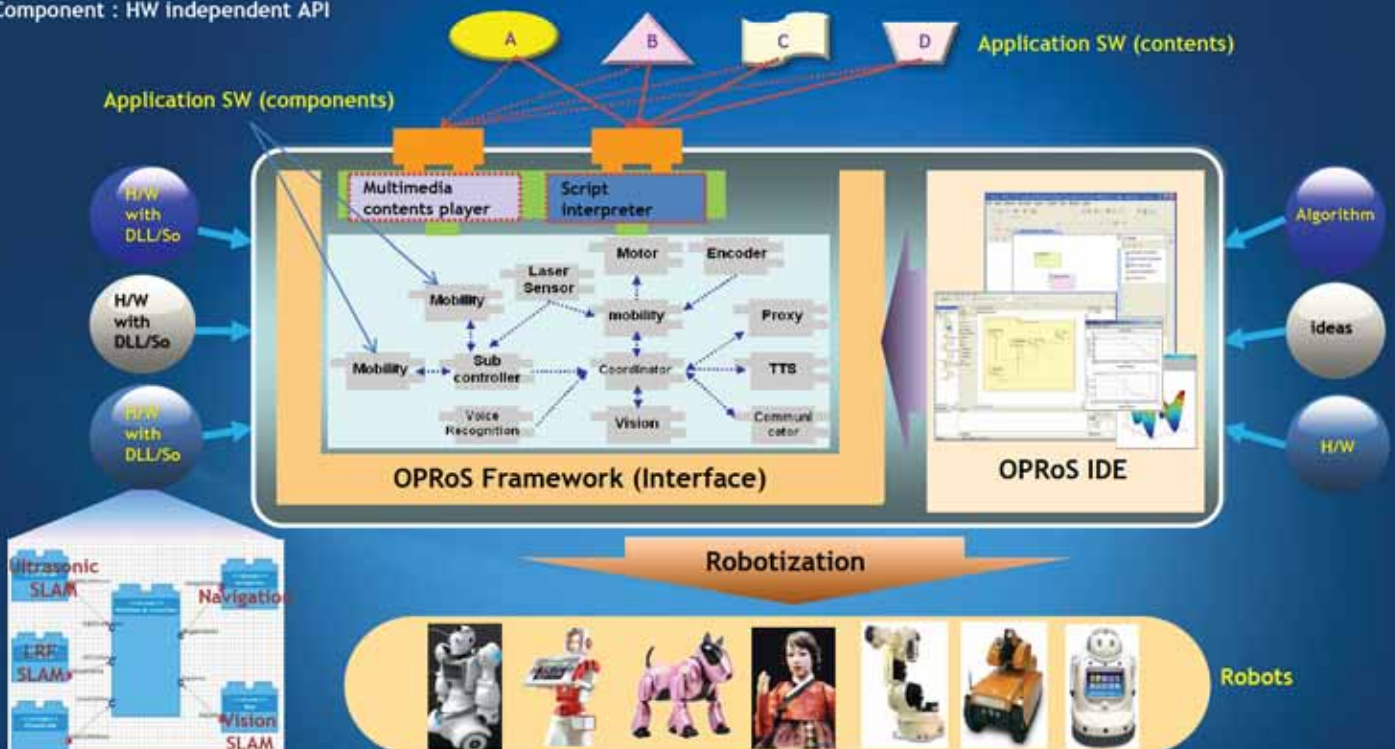 Component : HW independent API
A
B
C
D
Application SW (contents)
Application SW (components)
H/W
with
DLL/So
H/W
with
DLL/So
H/W
with
DLL/So
Multimedia
contents player
Script
interpreter
Motor
Encoder
Laser
Sensor
Mobility
mobility
Proxy
Mobility
Sub
controller
Coordinator
TTS
Voice
Recognition
Vision
Communi
cator
OPRoS Framework (Interface)
OPRoS IDE
Algorithm
ideas
H/W
Robotization
Ultrasonic
SLAM
Navigation
LRF
SLAM
Vision
SLAM
Robots